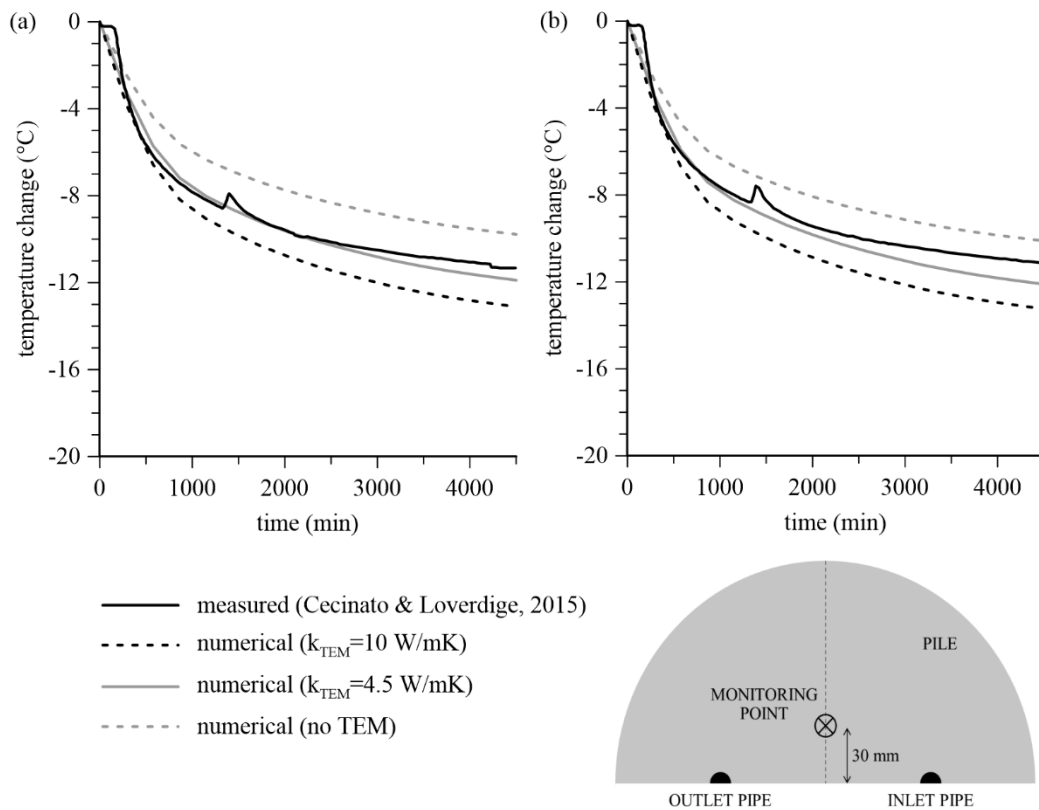 (a)
0
-4
-8
-12
-16
-20
temperature change (°C)
0 1000 2000 3000 4000
time (min)
(b)
0
-4
-8
-12
-16
-20
temperature change (°C)
0 1000 2000 3000 4000
time (min)
measured (Cecinato & Loverdige, 2015)
numerical (kTEM=10 W/mK)
numerical (kTEM=4.5 W/mK)
numerical (no TEM)
PILE
MONITORING
POINT
30 mm
OUTLET PIPE
INLET PIPE